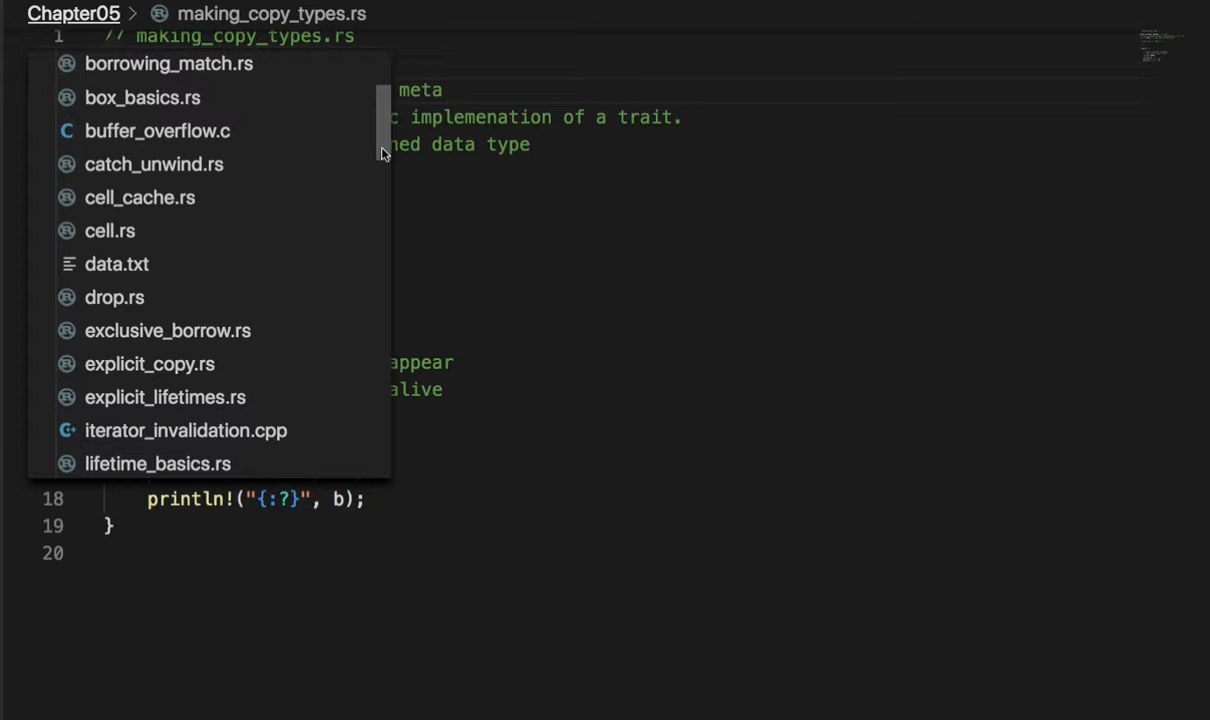 Chapter05 > making_copy_types.rs
1 // making_copy_types.rs
borrowing_match.rs
meta
box_basics.rs
c implemenation of a trait.
buffer_overflow.c
ned data type
catch_unwind.rs
cell_cache.rs
cell.rs
data.txt
drop.rs
exclusive_borrow.rs
explicit_copy.rs
appear
explicit_lifetimes.rs
alive
iterator_invalidation.cpp
lifetime_basics.rs
18 println!("{:?}", b);
19 }
20